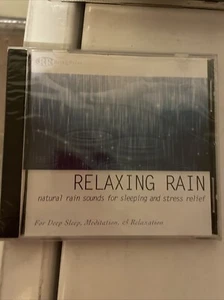 RELAXING RAIN
natural rain sounds for sleeping and stress relief
For Deep Sleep, Meditation, & Relaxation